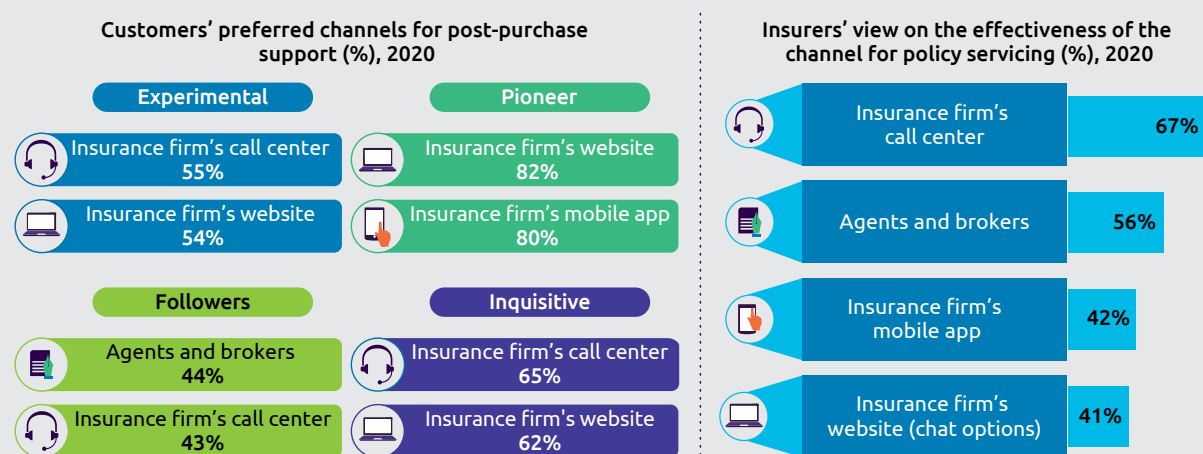 Customers' preferred channels for post-purchase
support (%), 2020
Experimental
Insurance firm's call center
55%
Insurance firm's website
54%
Pioneer
Insurance firm's website
82%
Insurance firm's mobile app
80%
Followers
Agents and brokers
44%
Insurance firm's call center
43%
Inquisitive
Insurance firm's call center
65%
Insurance firm's website
62%
Insurers' view on the effectiveness of the
channel for policy servicing (%), 2020
Insurance firm's
call center
67%
Agents and brokers
56%
Insurance firm's
mobile app
42%
Insurance firm's
website (chat options)
41%